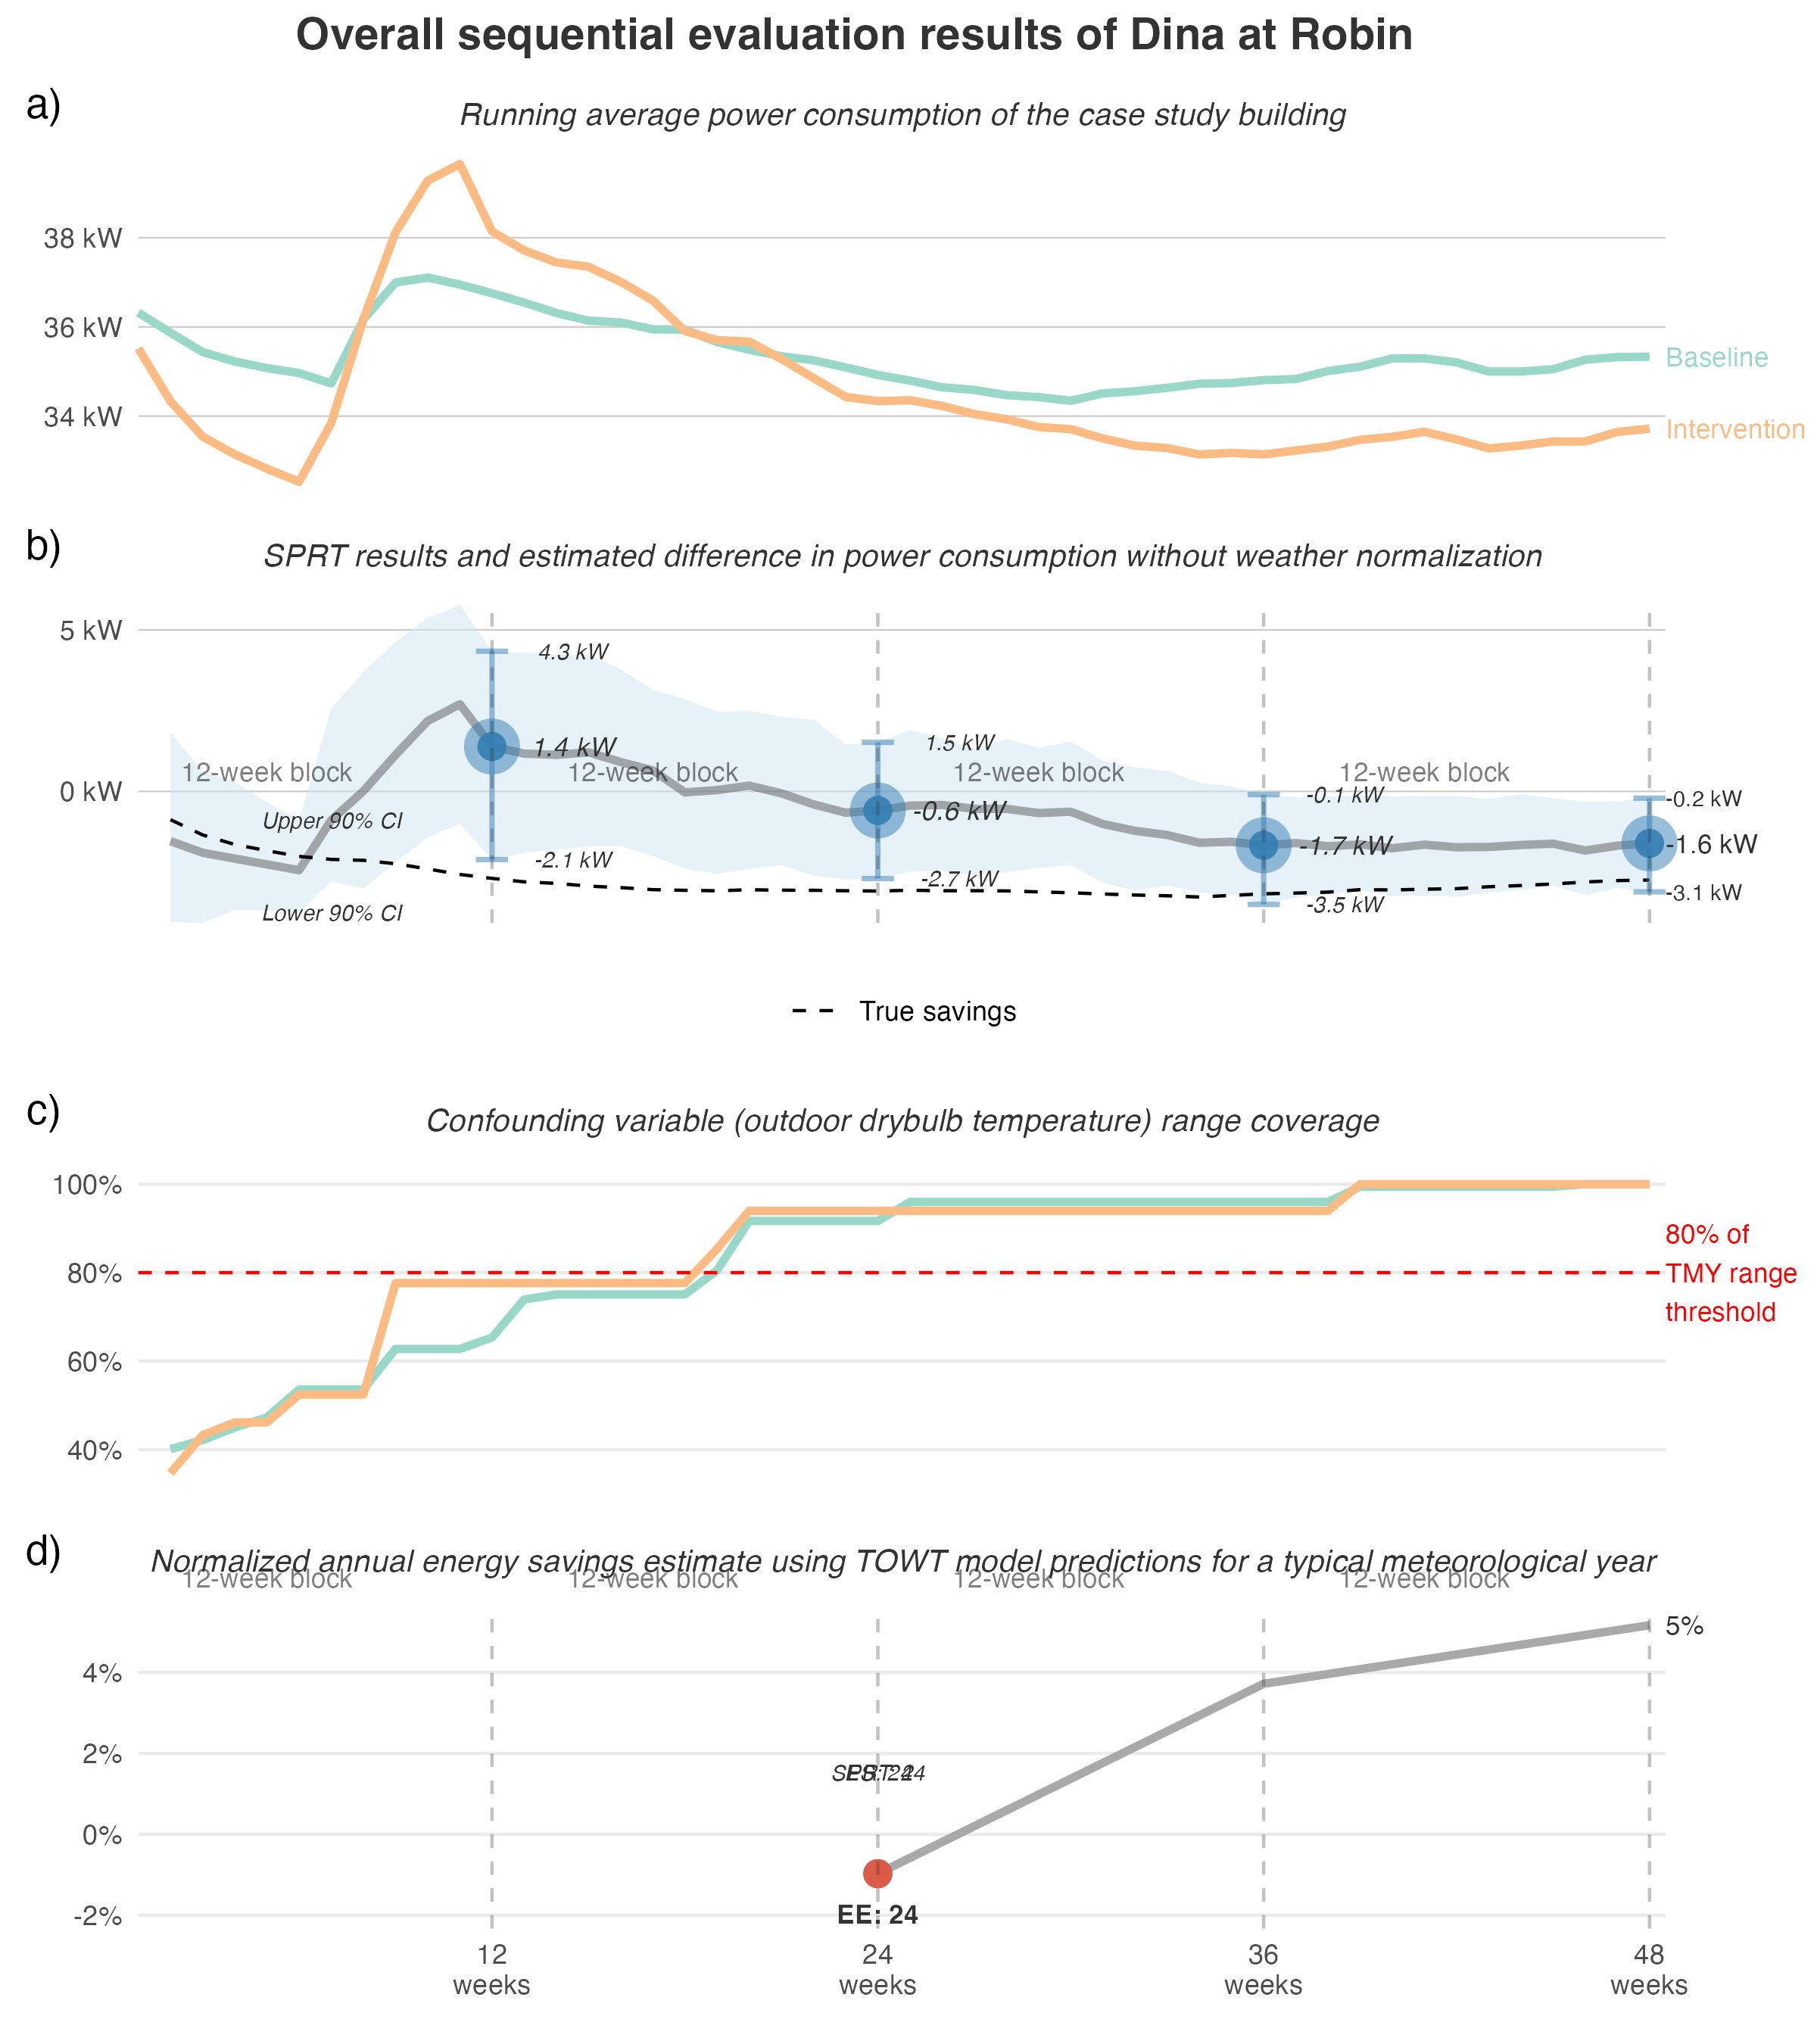 Overall sequential evaluation results of Dina at Robin
a)
Running average power consumption of the case study building
38 kW
36 kW
34 kW
Baseline
Intervention
b)
SPRT results and estimated difference in power consumption without weather normalization
5 kW
0 kW
12-week block
12-week block
12-week block
12-week block
4.3 kW
1.4 kW
-2.1 kW
1.5 kW
-0.6 kW
-2.7 kW
-0.1 kW
-1.7 kW
-3.5 kW
-0.2 kW
-1.6 kW
-3.1 kW
Upper 90% CI
Lower 90% CI
True savings
c)
Confounding variable (outdoor drybulb temperature) range coverage
100%
80%
60%
40%
80% of
TMY range
threshold
d)
Normalized annual energy savings estimate using TOWT model predictions for a typical meteorological year
12-week block
12-week block
12-week block
12-week block
4%
2%
0%
-2%
5%
EE: 24
12
weeks
24
weeks
36
weeks
48
weeks